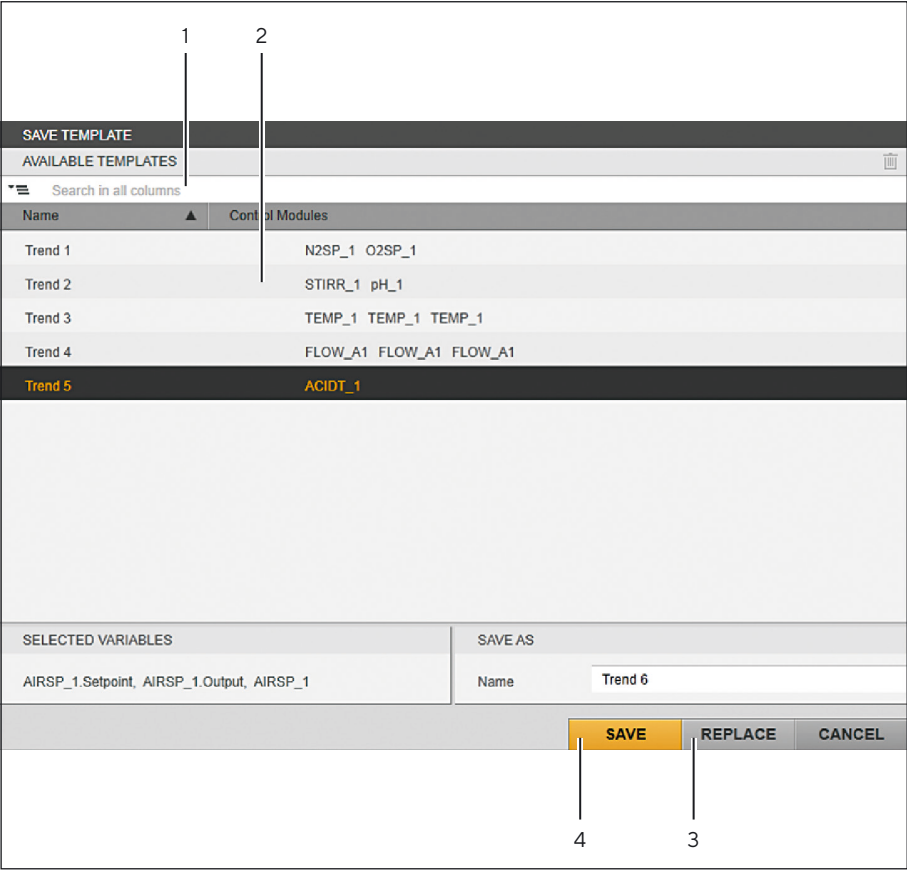 1 2
SAVE TEMPLATE
AVAILABLE TEMPLATES
Search in all columns
Name Control Modules
Trend 1 N2SP_1 O2SP_1
Trend 2 STIRR_1 pH_1
Trend 3 TEMP_1 TEMP_1 TEMP_1
Trend 4 FLOW_A1 FLOW_A1 FLOW_A1
Trend 5 ACIDT_1
SELECTED VARIABLES SAVE AS
AIRSP_1.Setpoint, AIRSP_1.Output, AIRSP_1 Name Trend 6
SAVE REPLACE CANCEL
4 3